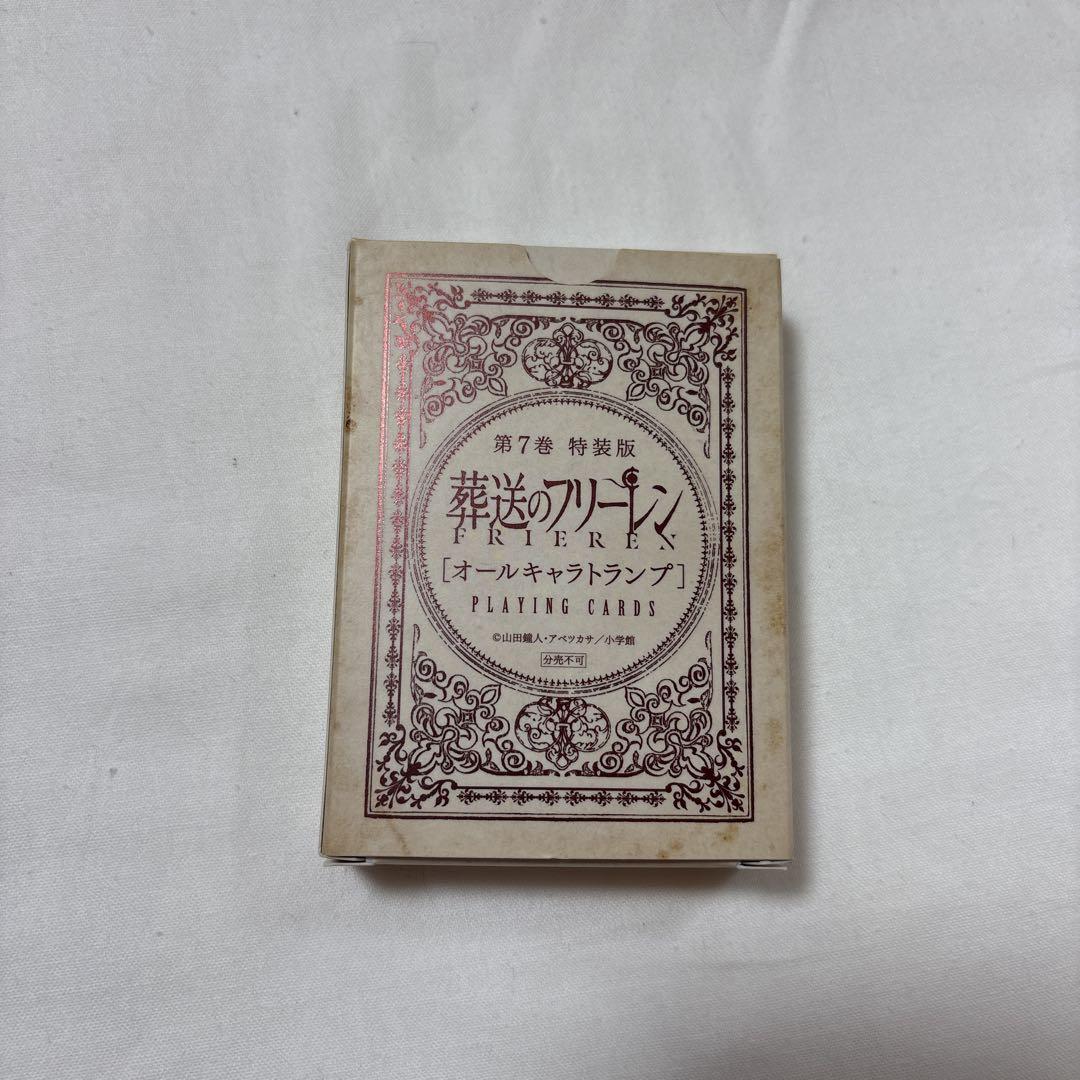 第7巻 特装版
葬送のフリーレン
FRIEREN
[オールキャラトランプ]
PLAYING CARDS
©山田鐘人・アベツカサ/小学館
分売不可